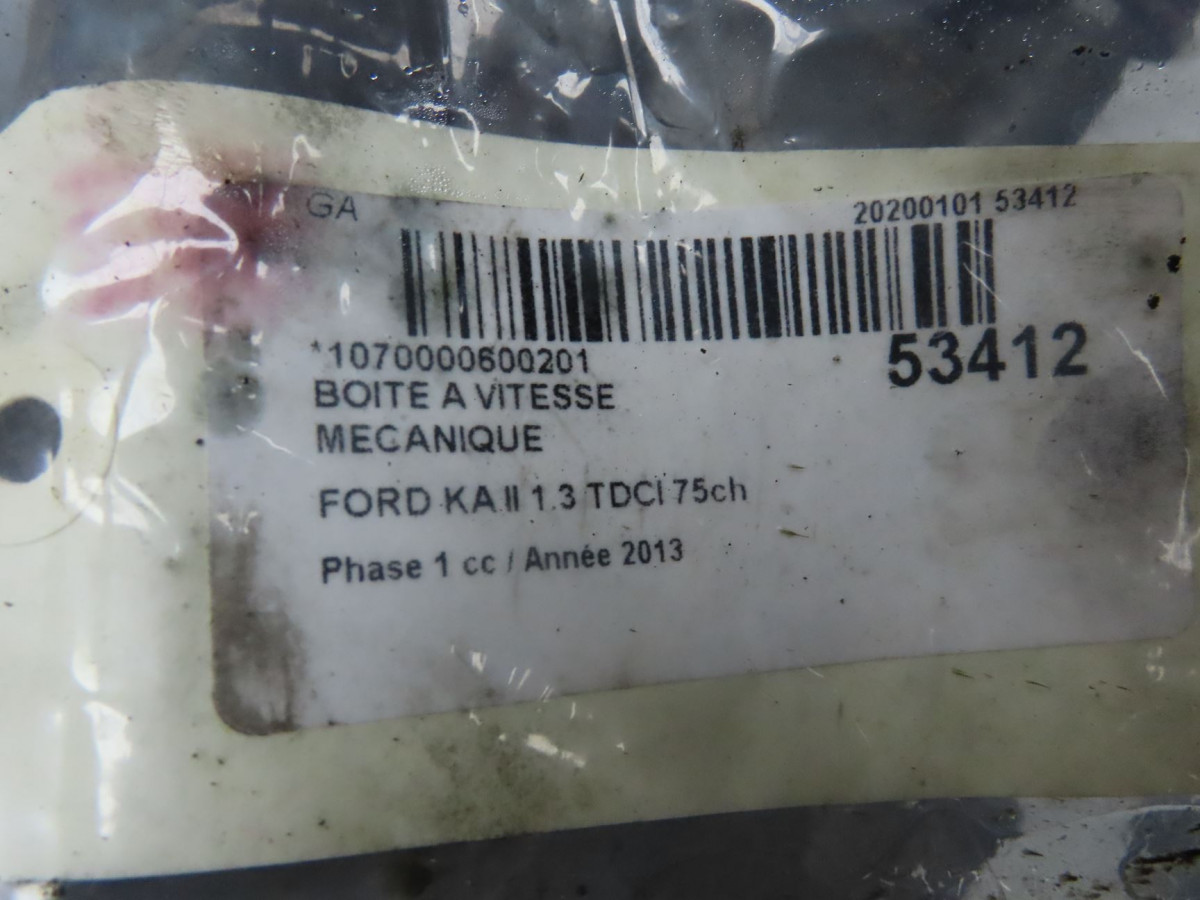 GA
20200101 53412
*1070000600201
53412
BOITE A VITESSE
MECANIQUE
FORD KA II 1.3 TDCI 75ch
Phase 1 cc / Année 2013